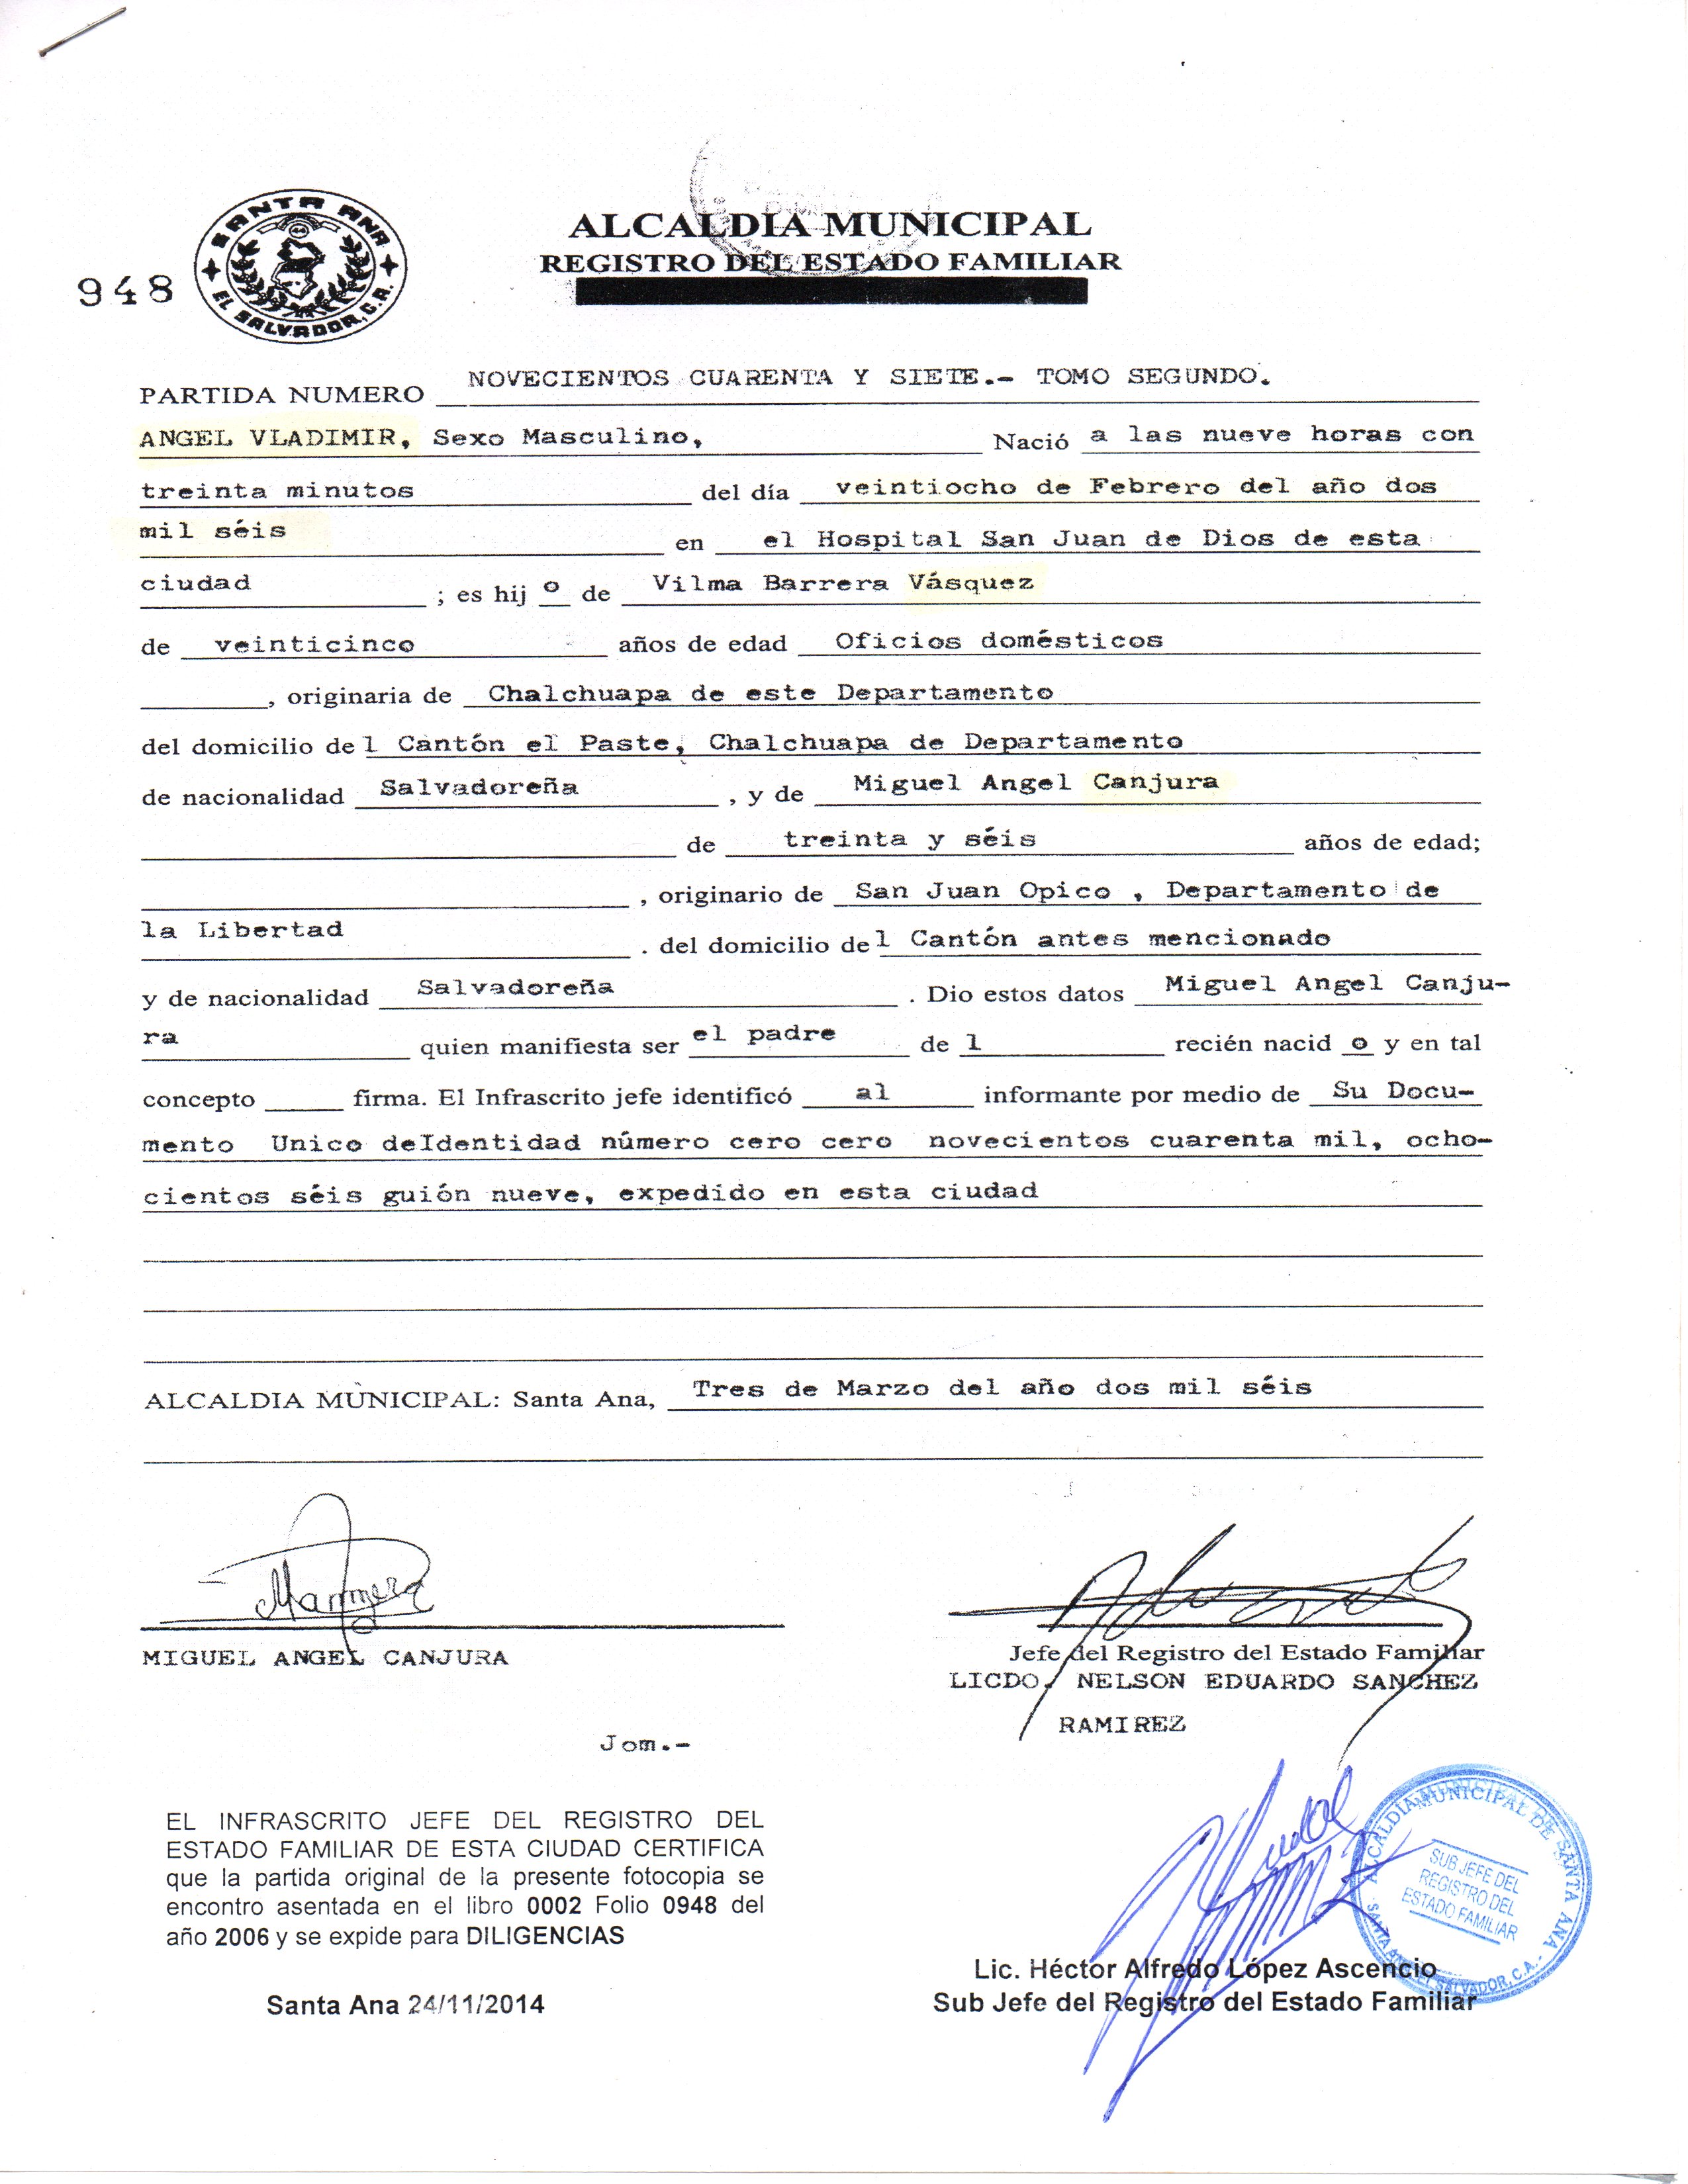 948
SANTA ANA
EL SALVADOR, C.A.
ALCALDIA MUNICIPAL
REGISTRO DEL ESTADO FAMILIAR
PARTIDA NUMERO NOVECIENTOS CUARENTA Y SIETE.- TOMO SEGUNDO.
ANGEL VLADIMIR, Sexo Masculino, Nació a las nueve horas con
treinta minutos del día veintiocho de Febrero del año dos
mil séis en el Hospital San Juan de Dios de esta
ciudad ; es hij o de Vilma Barrera Vásquez
de veinticinco años de edad Oficios domésticos
, originaria de Chalchuapa de este Departamento
del domicilio de l Cantón el Paste, Chalchuapa de Departamento
de nacionalidad Salvadoreña , y de Miguel Angel Canjura
de treinta y séis años de edad;
, originario de San Juan Opico , Departamento de
la Libertad . del domicilio de l Cantón antes mencionado
y de nacionalidad Salvadoreña . Dio estos datos Miguel Angel Canju-
ra quien manifiesta ser el padre de l recién nacid o y en tal
concepto firma. El Infrascrito jefe identificó al informante por medio de Su Docu-
mento Unico deIdentidad número cero cero novecientos cuarenta mil, ocho-
cientos séis guión nueve, expedido en esta ciudad
ALCALDIA MUNICIPAL: Santa Ana, Tres de Marzo del año dos mil séis
MIGUEL ANGEL CANJURA
Jefe del Registro del Estado Familiar
LICDO. NELSON EDUARDO SANCHEZ
RAMIREZ
Jom.-
EL INFRASCRITO JEFE DEL REGISTRO DEL
ESTADO FAMILIAR DE ESTA CIUDAD CERTIFICA
que la partida original de la presente fotocopia se
encontro asentada en el libro 0002 Folio 0948 del
año 2006 y se expide para DILIGENCIAS
Santa Ana 24/11/2014
ALCALDIA MUNICIPAL DE SANTA ANA
SUB JEFE DEL
REGISTRO DEL
ESTADO FAMILIAR
SANTA ANA, EL SALVADOR, C.A.
Lic. Héctor Alfredo López Ascencio
Sub Jefe del Registro del Estado Familiar